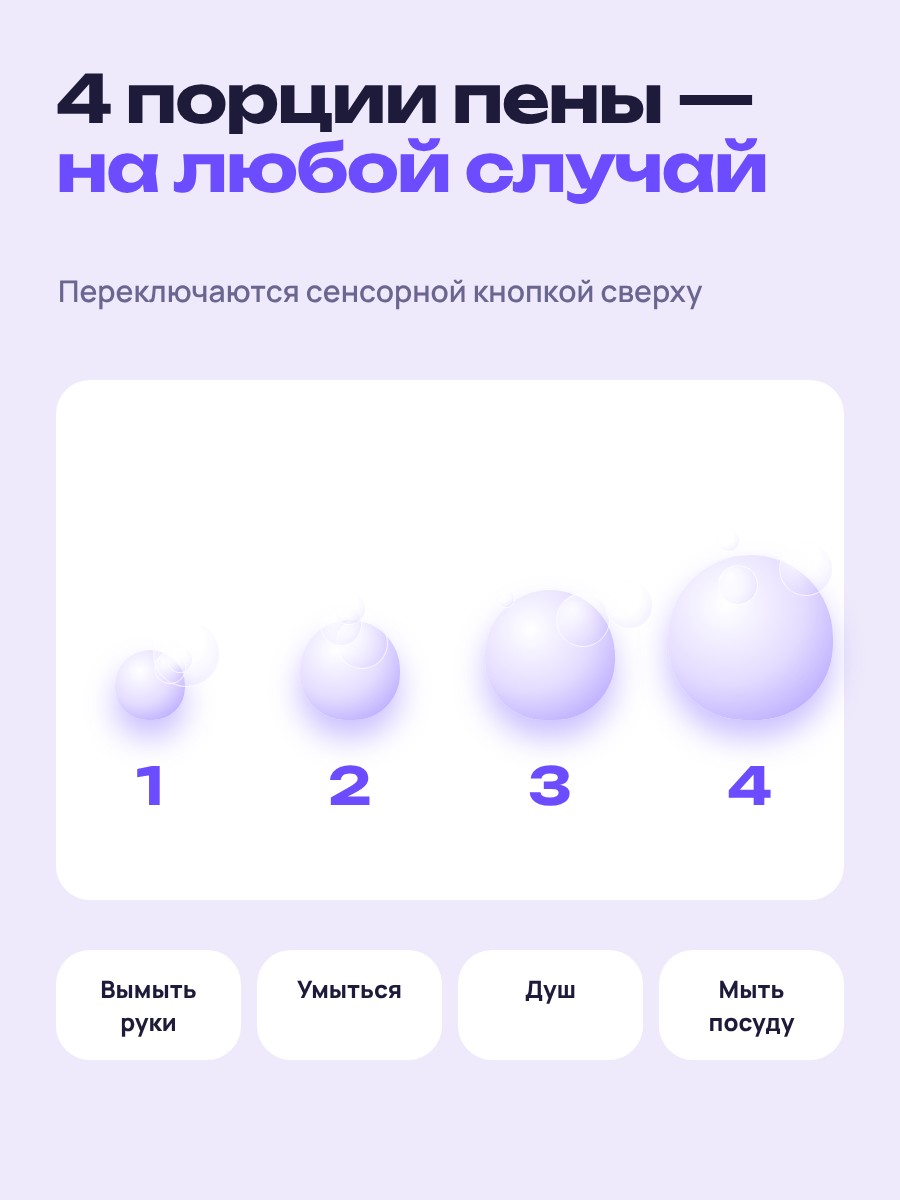 4 порции пены —
на любой случай
Переключаются сенсорной кнопкой сверху
1
2
3
4
Вымыть
руки
Умыться
Душ
Мыть
посуду